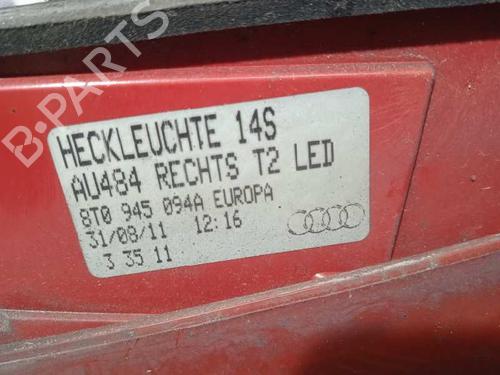 B-PARTS
HECKLEUCHTE 14S
AU484 RECHTS T2 LED
8T0 945 094A EUROPA
31/08/11 12:16
3 35 11